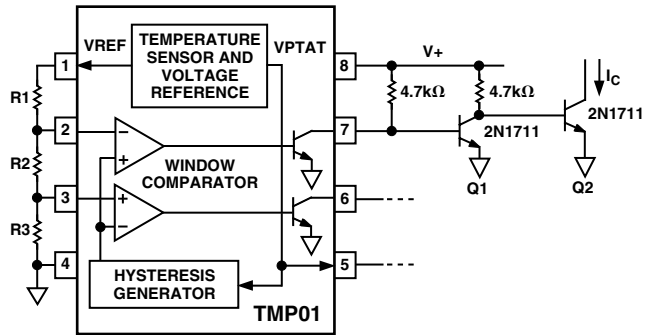 VREF
TEMPERATURE
SENSOR AND
VOLTAGE
REFERENCE
VPTAT
1
8
V+
R1
4.7kΩ
4.7kΩ
IC
2N1711
2
7
2N1711
R2
WINDOW
COMPARATOR
Q1
Q2
3
6
R3
4
5
HYSTERESIS
GENERATOR
TMP01